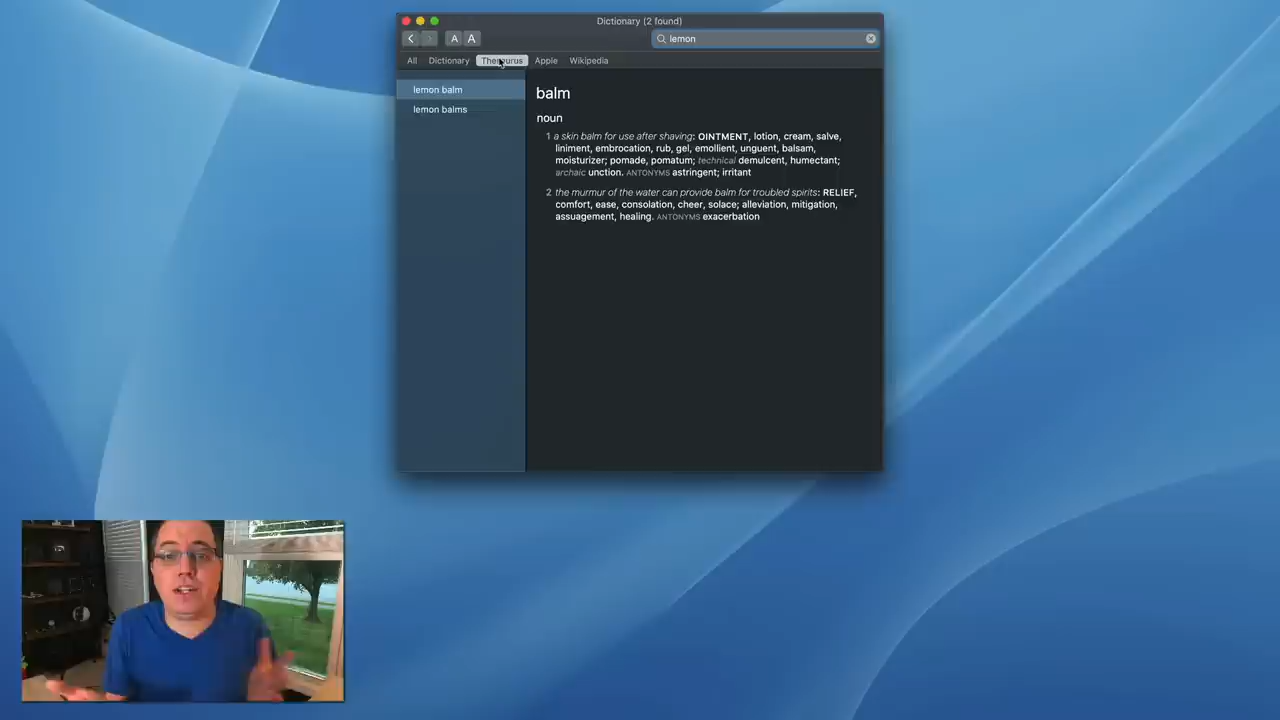 Dictionary (2 found)
A A
lemon
All Dictionary Thesaurus Apple Wikipedia
lemon balm
lemon balms
balm
noun
1 a skin balm for use after shaving: OINTMENT, lotion, cream, salve,
liniment, embrocation, rub, gel, emollient, unguent, balsam,
moisturizer; pomade, pomatum; technical demulcent, humectant;
archaic unction. ANTONYMS astringent; irritant
2 the murmur of the water can provide balm for troubled spirits: RELIEF,
comfort, ease, consolation, cheer, solace; alleviation, mitigation,
assuagement, healing. ANTONYMS exacerbation